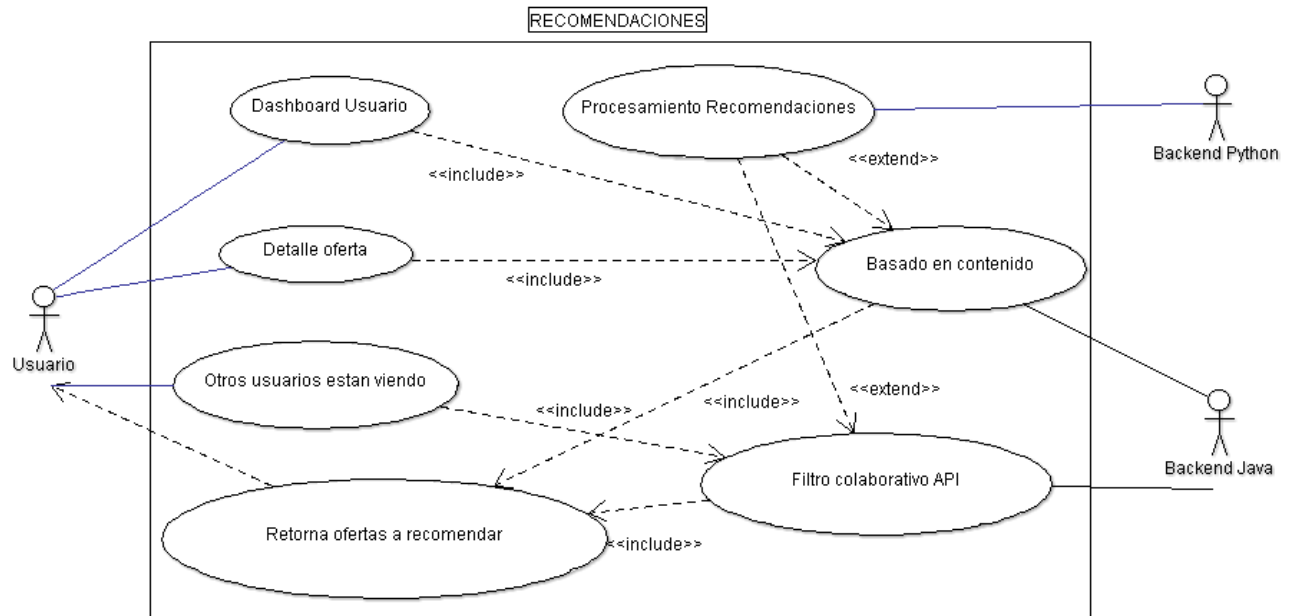 RECOMENDACIONES
Dashboard Usuario
Procesamiento Recomendaciones
Backend Python
<<extend>>
<<include>>
Detalle oferta
Basado en contenido
<<include>>
Usuario
Otros usuarios estan viendo
<<extend>>
<<include>>
<<include>>
Backend Java
Filtro colaborativo API
Retorna ofertas a recomendar
<<include>>